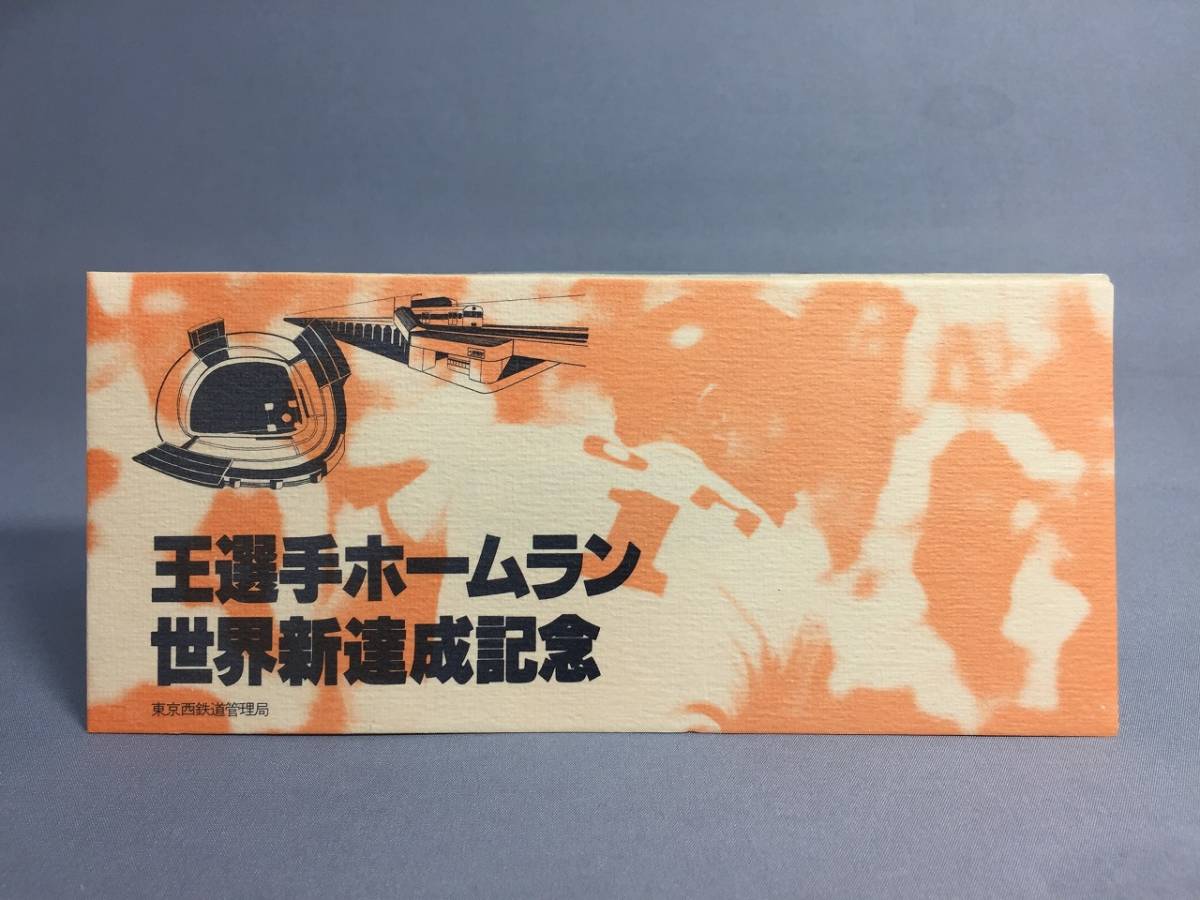 王選手ホームラン
世界新達成記念
東京西鉄道管理局